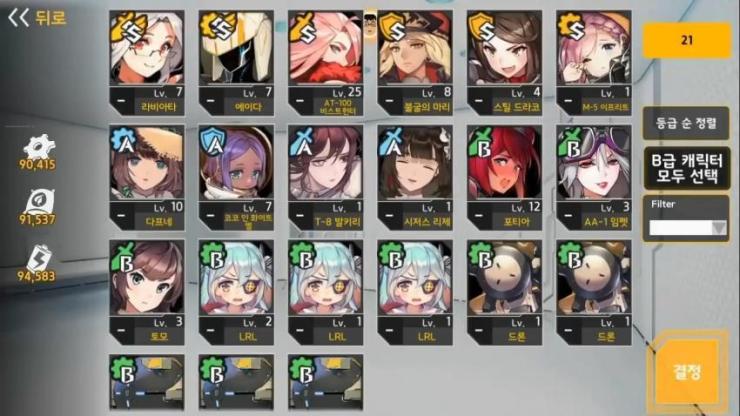 뒤로
21
S
S
S
S
S
S
Lv. 7
Lv. 7
Lv. 25
Lv. 8
Lv. 4
Lv. 1
라비아타
에이다
AT-100
비스트헌터
불굴의 마리
스틸 드라코
M-5 이프리트
등급 순 정렬
90,415
A
A
A
A
B
B
B급 캐릭터
모두 선택
Lv. 10
Lv. 7
Lv. 1
Lv. 1
Lv. 12
Lv. 3
다프네
코코 인 화이트
셸
T-8 발키리
시저스 리제
포티아
AA-1 임펫
Filter
91,537
B
B
B
B
B
B
94,583
Lv. 3
Lv. 2
Lv. 1
Lv. 1
Lv. 1
Lv. 1
토모
LRL
LRL
LRL
드론
드론
B
B
B
결정